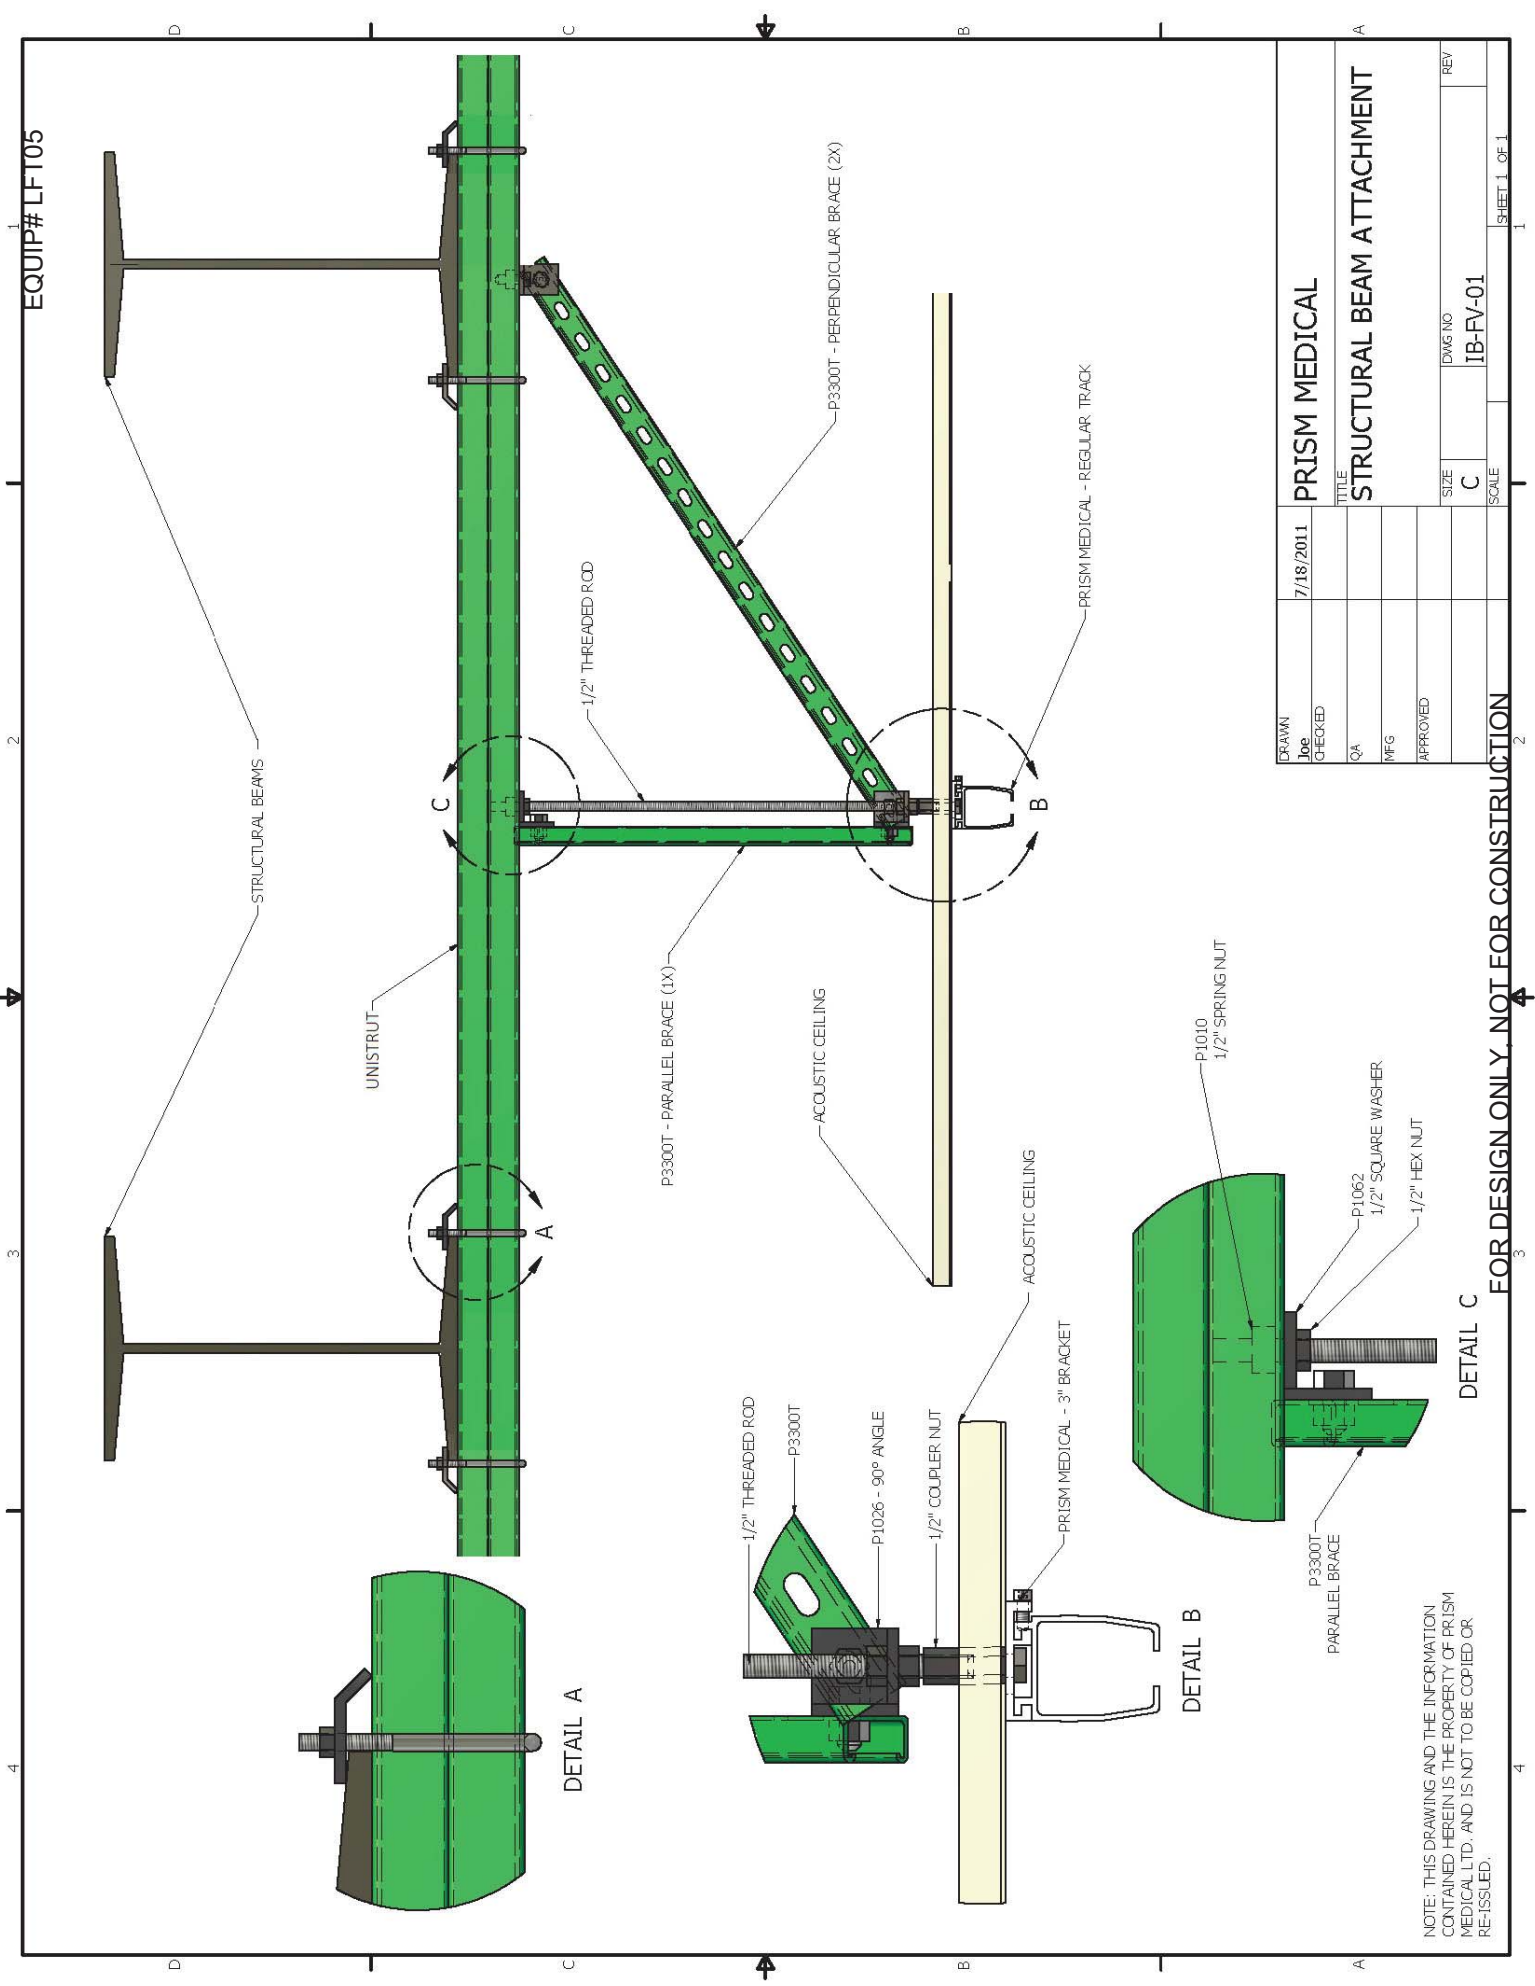 EQUIP# LFT05
4
3
2
1
D
D
STRUCTURAL BEAMS
UNISTRUT
C
A
DETAIL A
C
C
1/2" THREADED ROD
P3300T - PARALLEL BRACE (1X)
P3300T - PERPENDICULAR BRACE (2X)
ACOUSTIC CEILING
1/2" THREADED ROD
P3300T
P1026 - 90° ANGLE
1/2" COUPLER NUT
ACOUSTIC CEILING
PRISM MEDICAL - 3" BRACKET
DETAIL B
B
B
B
PRISM MEDICAL - REGULAR TRACK
P1010
1/2" SPRING NUT
P1062
1/2" SQUARE WASHER
1/2" HEX NUT
P3300T
PARALLEL BRACE
DETAIL C
NOTE: THIS DRAWING AND THE INFORMATION
CONTAINED HEREIN IS THE PROPERTY OF PRISM
MEDICAL LTD. AND IS NOT TO BE COPIED OR
RE-ISSUED.
A
A
DRAWN
Joe
7/18/2011
CHECKED
QA
MFG
APPROVED
PRISM MEDICAL
TITLE
STRUCTURAL BEAM ATTACHMENT
SIZE
C
DWG NO
IB-FV-01
REV
SCALE
SHEET 1 OF 1
FOR DESIGN ONLY, NOT FOR CONSTRUCTION
4
3
2
1